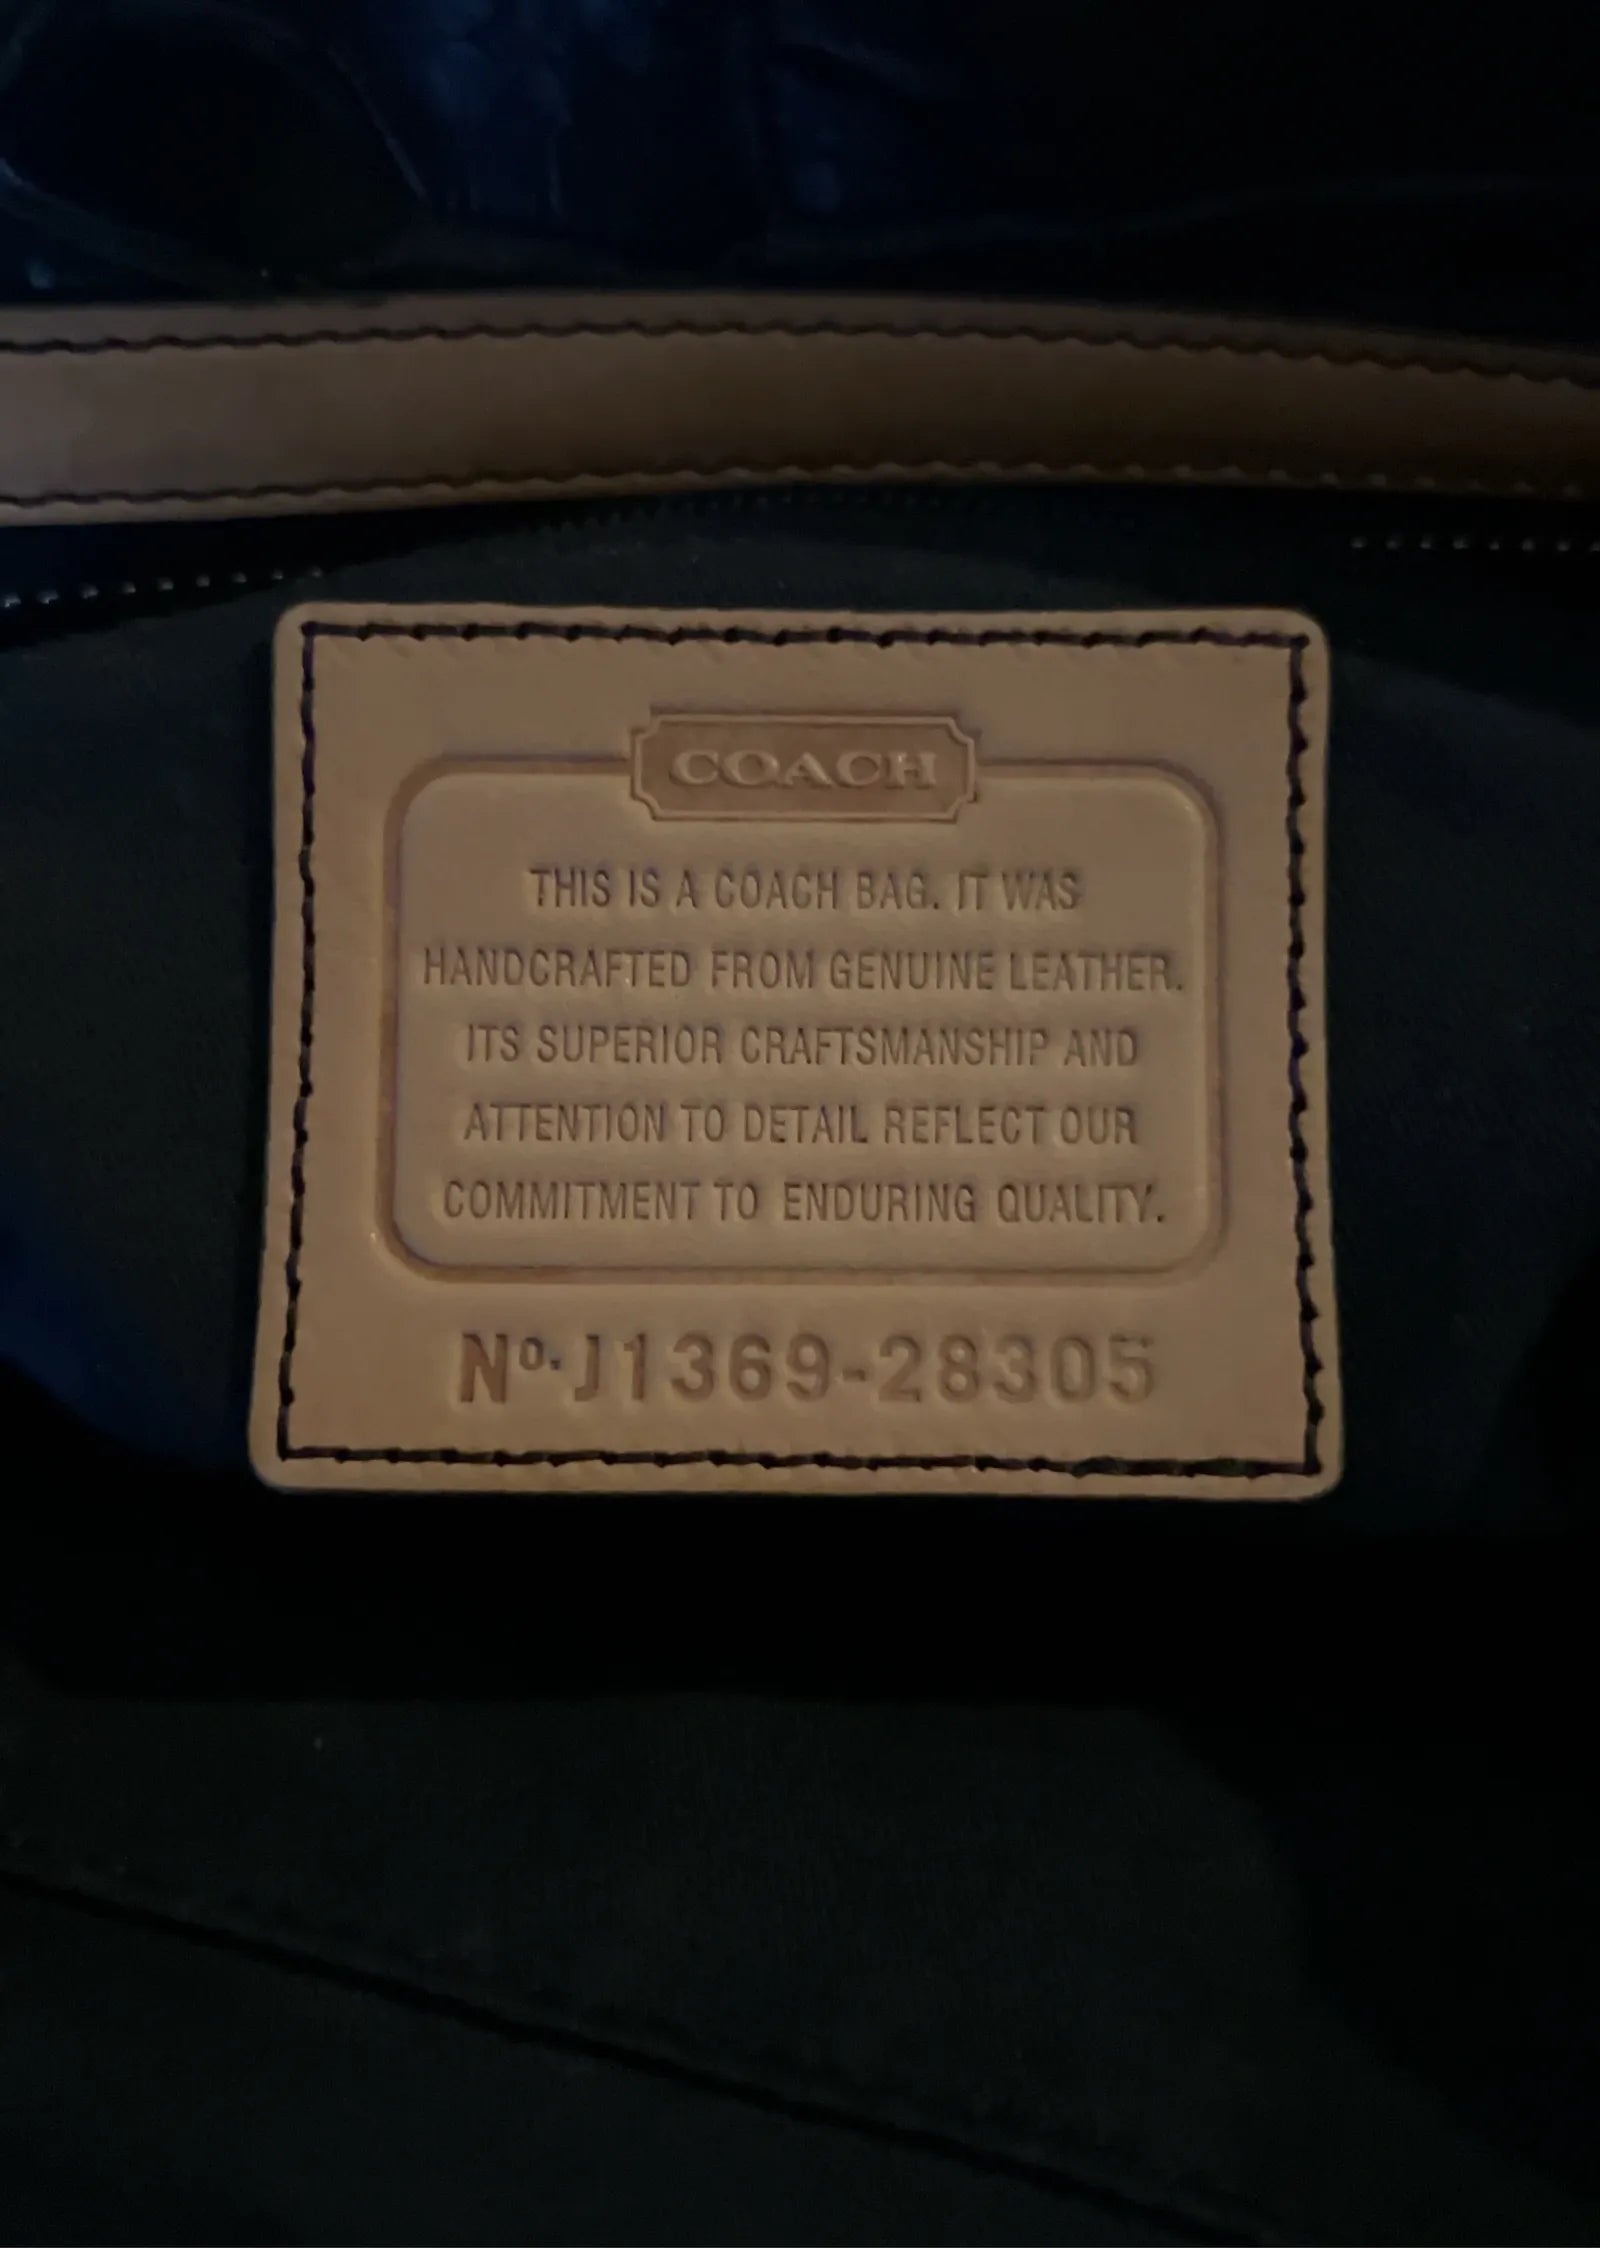 COACH
THIS IS A COACH BAG. IT WAS
HANDCRAFTED FROM GENUINE LEATHER.
ITS SUPERIOR CRAFTSMANSHIP AND
ATTENTION TO DETAIL REFLECT OUR
COMMITMENT TO ENDURING QUALITY.
Nº.J1369-28305